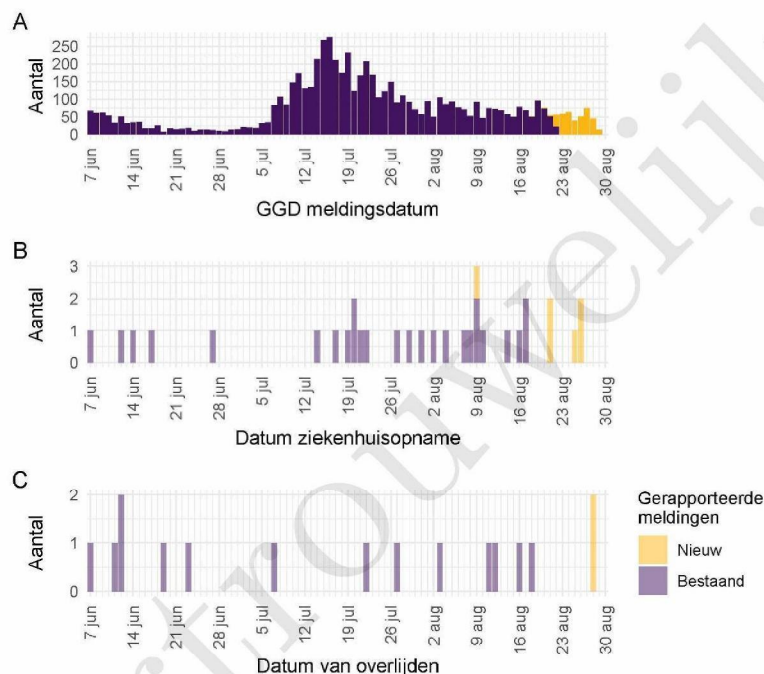 A
Aantal
250
200
150
100
50
0
7 jun
14 jun
21 jun
28 jun
5 jul
12 jul
19 jul
26 jul
2 aug
9 aug
16 aug
23 aug
30 aug
GGD meldingsdatum
B
Aantal
3
2
1
0
7 jun
14 jun
21 jun
28 jun
5 jul
12 jul
19 jul
26 jul
2 aug
9 aug
16 aug
23 aug
30 aug
Datum ziekenhuisopname
C
Aantal
2
1
0
7 jun
14 jun
21 jun
28 jun
5 jul
12 jul
19 jul
26 jul
2 aug
9 aug
16 aug
23 aug
30 aug
Datum van overlijden
Gerapporteerde
meldingen
Nieuw
Bestaand
rtrouwelij